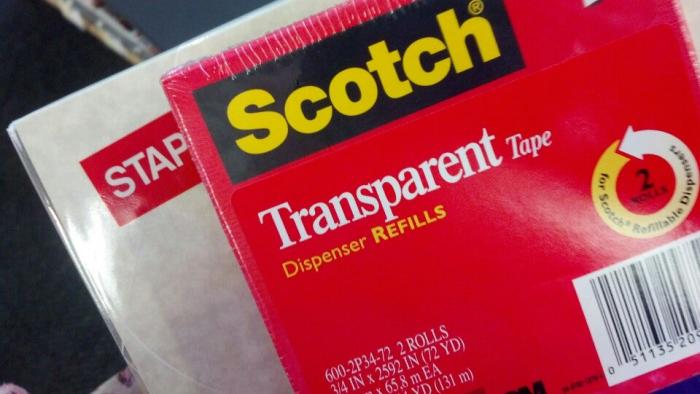 Scotch®
STAP
Transparent Tape
Dispenser REFILLS
2
ROLLS
for Scotch® Refillable Dispensers
600-2P34-72 2 ROLLS
3/4 IN x 2592 IN (72 YD)
x 65.8 m EA
YD (131 m)
0 51135 20